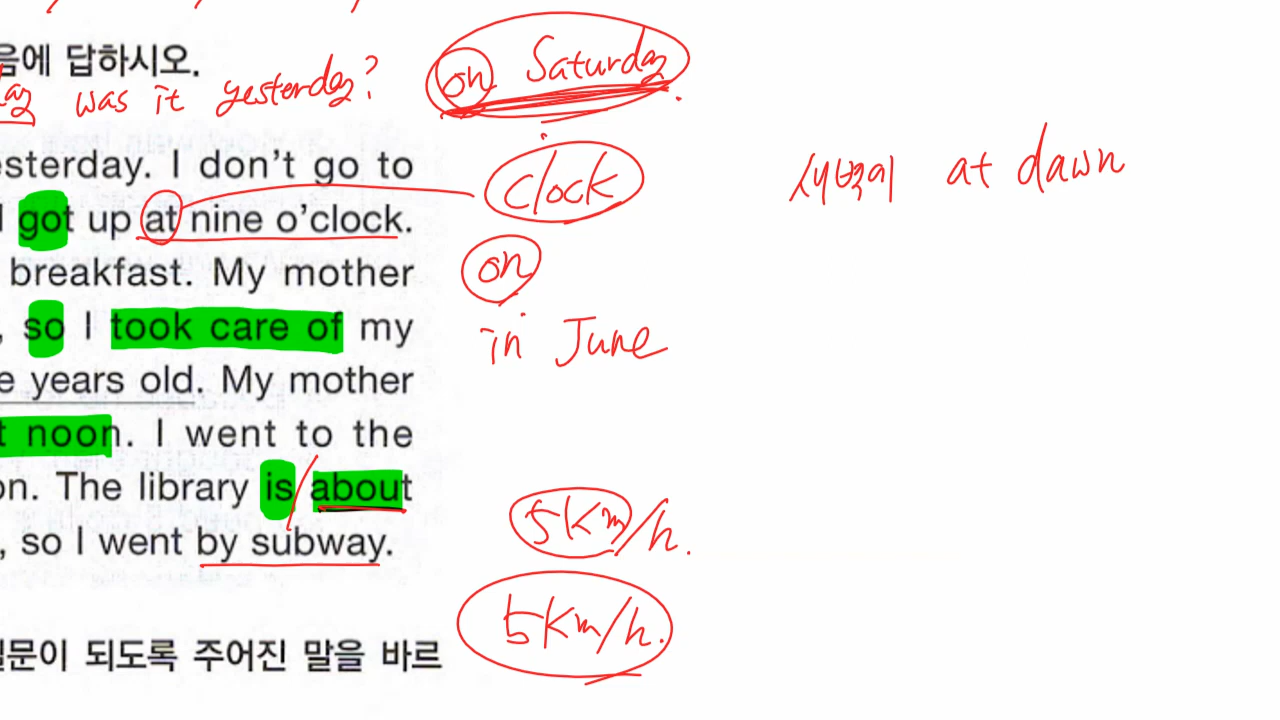 음에 답하시오.
was it yesterday?
on Saturday.
esterday. I don't go to
clock
새벽에 at dawn
I got up at nine o'clock.
on
breakfast. My mother
, so I took care of my
in June
e years old. My mother
t noon. I went to the
on. The library is / about
5km/h.
, so I went by subway.
5km/h.
질문이 되도록 주어진 말을 바르